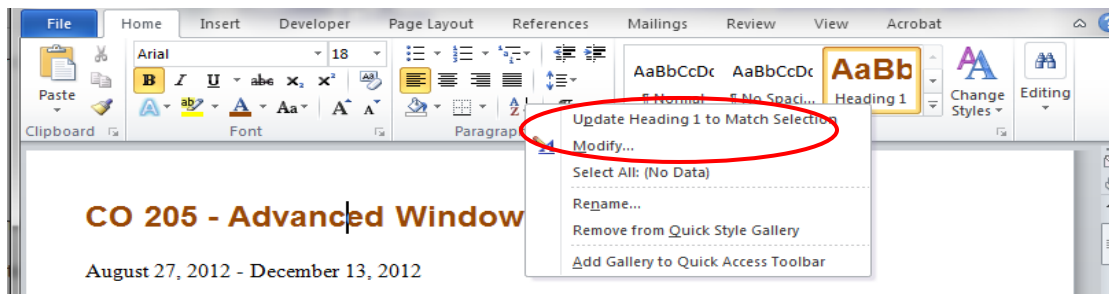 File Home Insert Developer Page Layout References Mailings Review View Acrobat
Arial 18
AaBbCcDc AaBbCcDc AaBb
B I U abc x₂ x² Aa
Paste A ab A Aa A A Normal No Spaci... Heading 1 Change Styles Editing
Clipboard Font Paragrap
Update Heading 1 to Match Selection
Modify...
Select All: (No Data)
Rename...
Remove from Quick Style Gallery
Add Gallery to Quick Access Toolbar
CO 205 - Advanced Window
August 27, 2012 - December 13, 2012